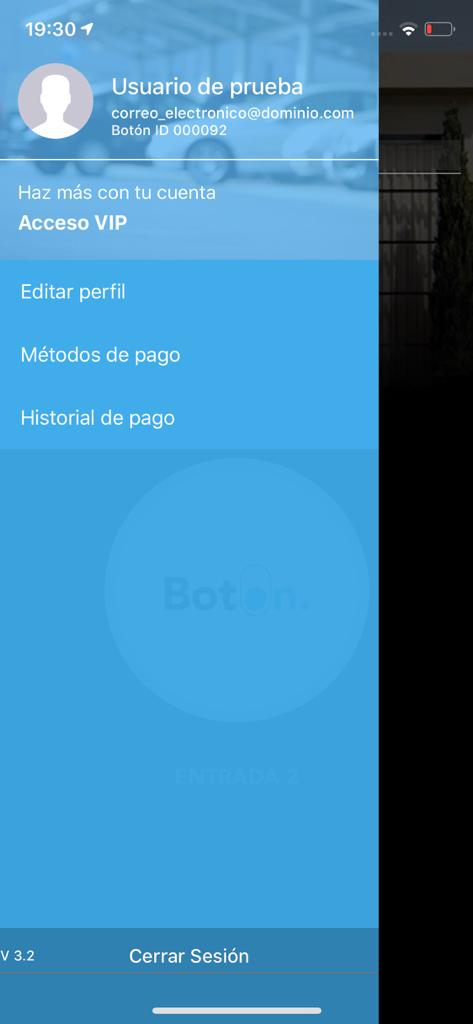 19:30
Usuario de prueba
correo_electronico@dominio.com
Botón ID 000092
Haz más con tu cuenta
Acceso VIP
Editar perfil
Métodos de pago
Historial de pago
Botón.
ENTRADA 2
V 3.2
Cerrar Sesión